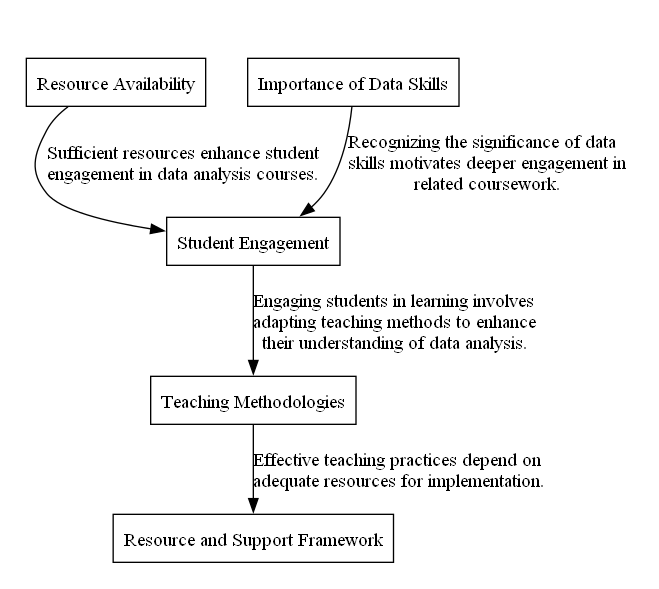 Resource Availability
Importance of Data Skills
Sufficient resources enhance student
engagement in data analysis courses.
Recognizing the significance of data
skills motivates deeper engagement in
related coursework.
Student Engagement
Engaging students in learning involves
adapting teaching methods to enhance
their understanding of data analysis.
Teaching Methodologies
Effective teaching practices depend on
adequate resources for implementation.
Resource and Support Framework